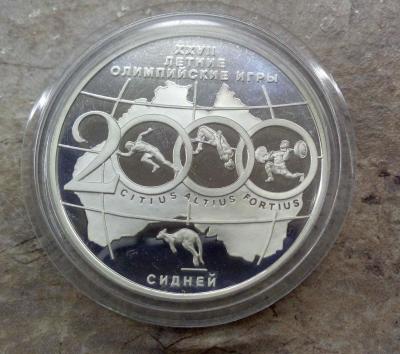 XXVII
ЛЕТНИЕ
ОЛИМПИЙСКИЕ ИГРЫ
2000
CITIUS ALTIUS FORTIUS
СИДНЕЙ